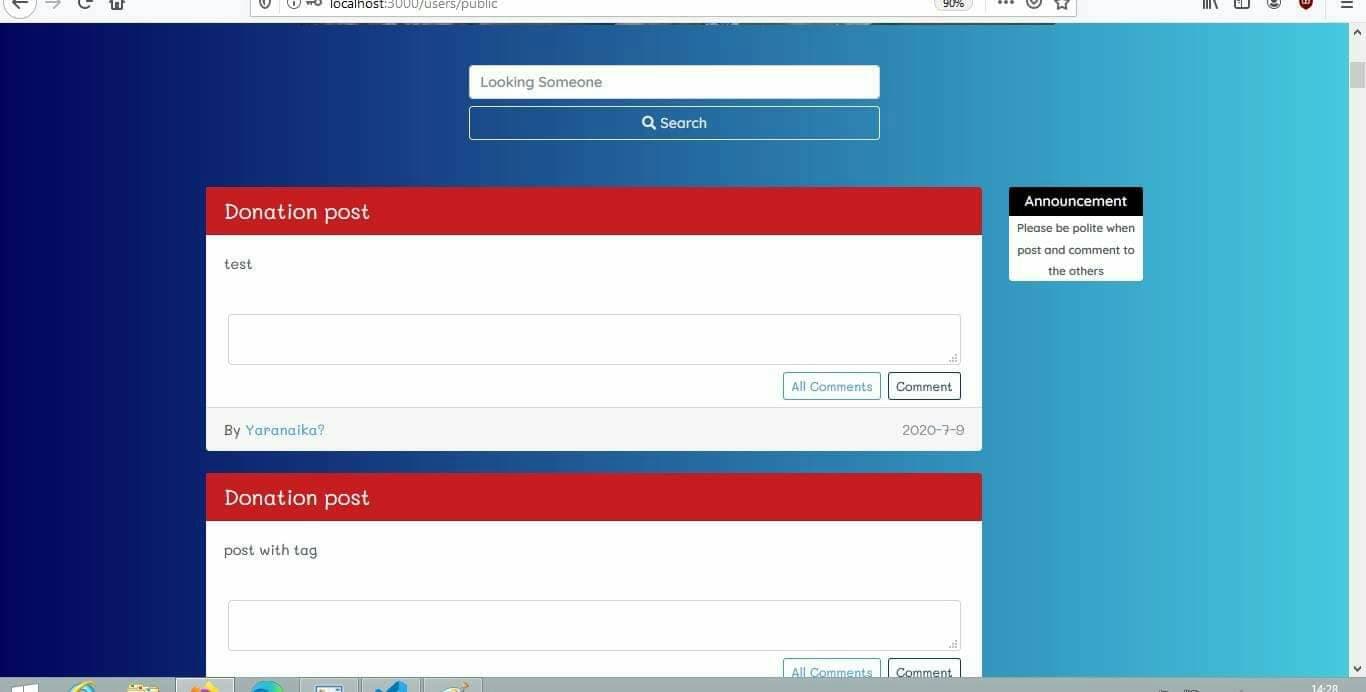 localhost:3000/users/public
90%
Looking Someone
Search
Donation post
test
All Comments
Comment
By Yaranaika?
2020-7-9
Announcement
Please be polite when
post and comment to
the athers
Donation post
post with tag
All Comments
Comment
14:28